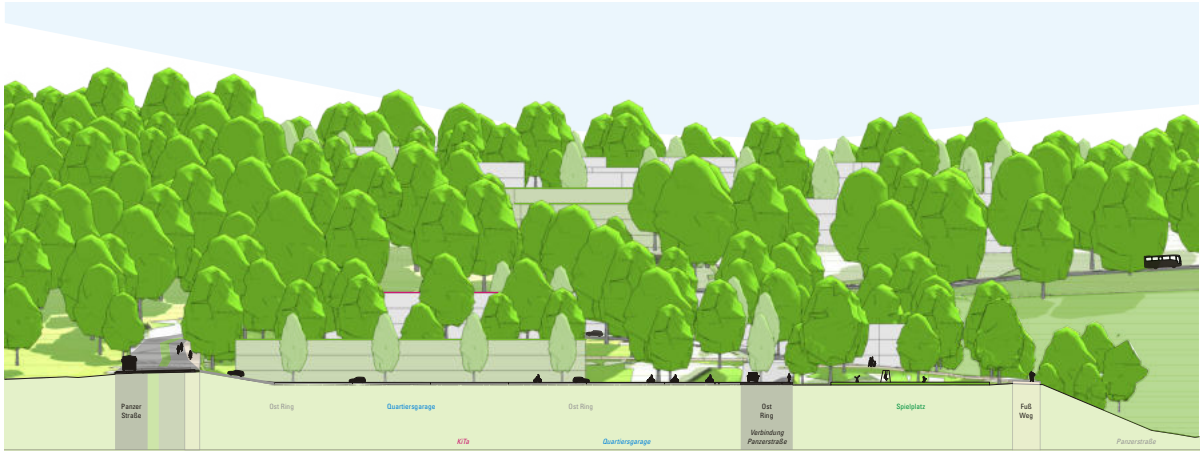 Panzer
Straße
Ost Ring
Quartiersgarage
Ost Ring
Ost
Ring
Spielplatz
Fuß
Weg
Verbindung
Panzerstraße
KiTa
Quartiersgarage
Panzerstraße